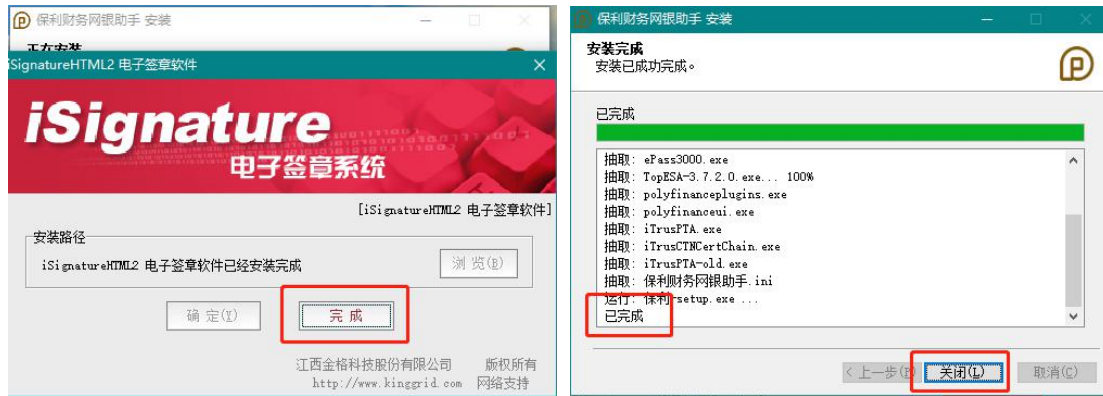 保利财务网银助手 安装
正在安装
iSignatureHTML2 电子签章软件
iSignature
电子签章系统
[iSignatureHTML2 电子签章软件]
安装路径
iSignatureHTML2 电子签章软件已经安装完成
浏 览(B)
确 定(Y)
完 成
江西金格科技股份有限公司 版权所有
http://www.kinggrid.com 网络支持
保利财务网银助手 安装
安装完成
安装已成功完成。
已完成
抽取: ePass3000.exe
抽取: TopESA-3.7.2.0.exe... 100%
抽取: polyfinanceplugins.exe
抽取: polyfinanceui.exe
抽取: iTrusPTA.exe
抽取: iTrusCTNCertChain.exe
抽取: iTrusPTA-old.exe
抽取: 保利财务网银助手.ini
运行: 保利-setup.exe ...
已完成
< 上一步(P)
关闭(L)
取消(C)